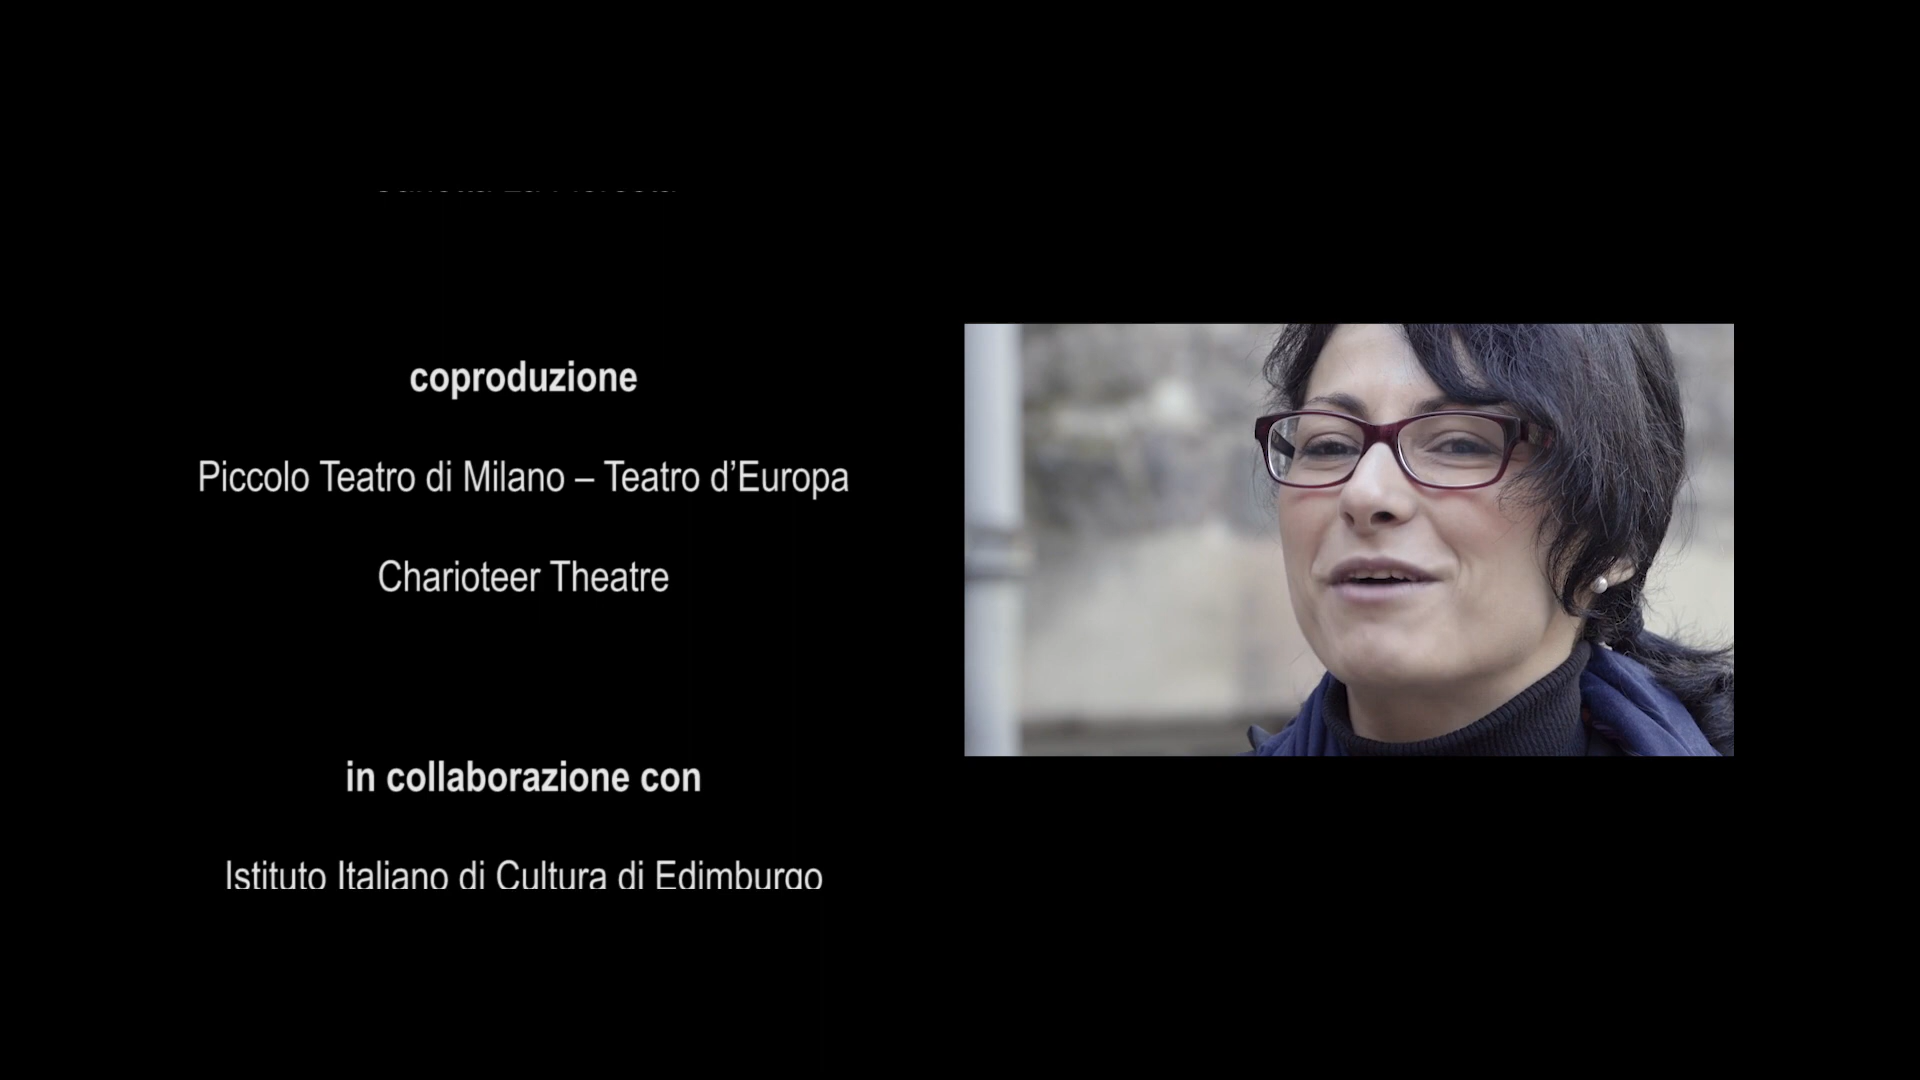 coproduzione
Piccolo Teatro di Milano – Teatro d’Europa
Charioteer Theatre
in collaborazione con
Istituto Italiano di Cultura di Edimburgo